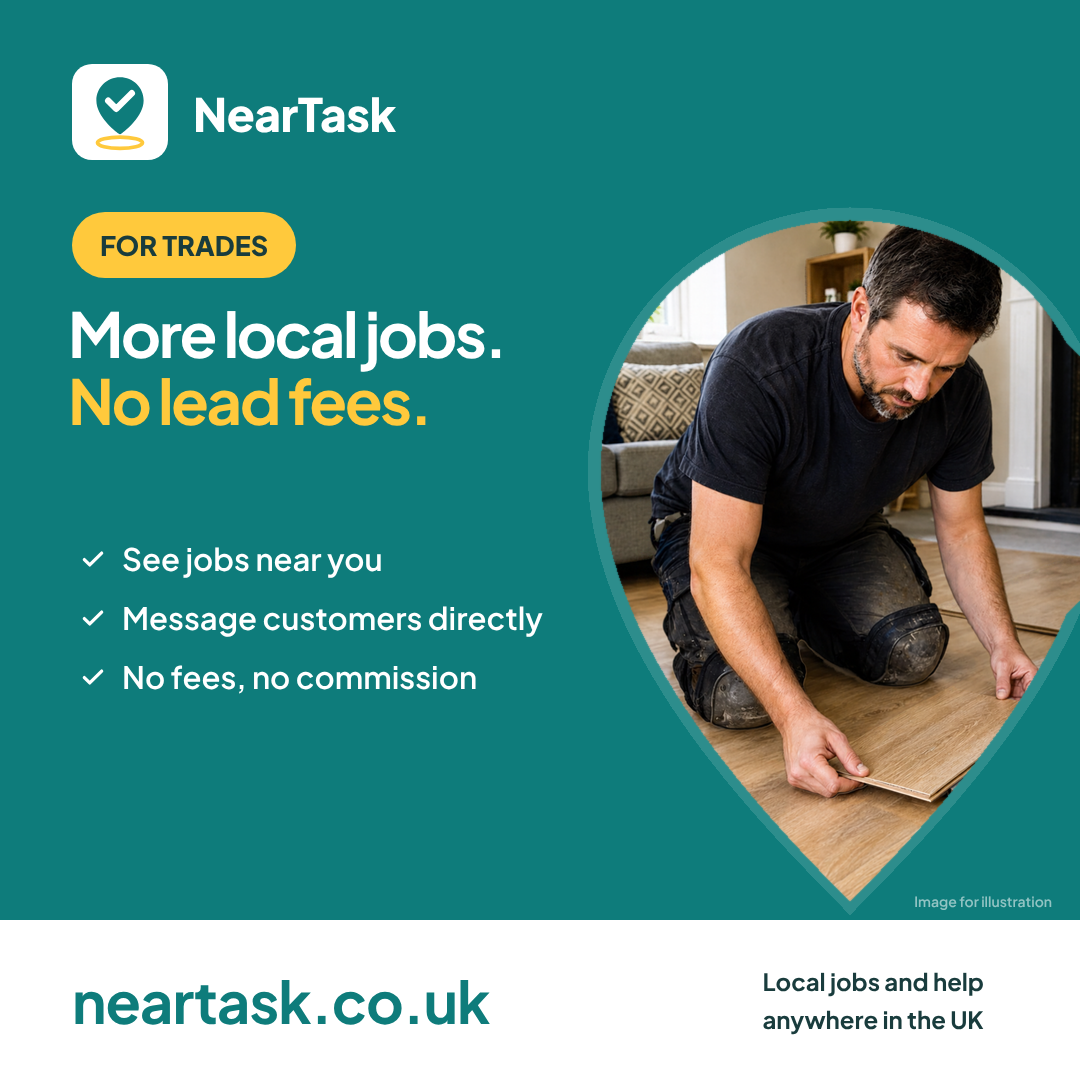 NearTask
FOR TRADES
More local jobs.
No lead fees.
See jobs near you
Message customers directly
No fees, no commission
Image for illustration
neartask.co.uk
Local jobs and help
anywhere in the UK